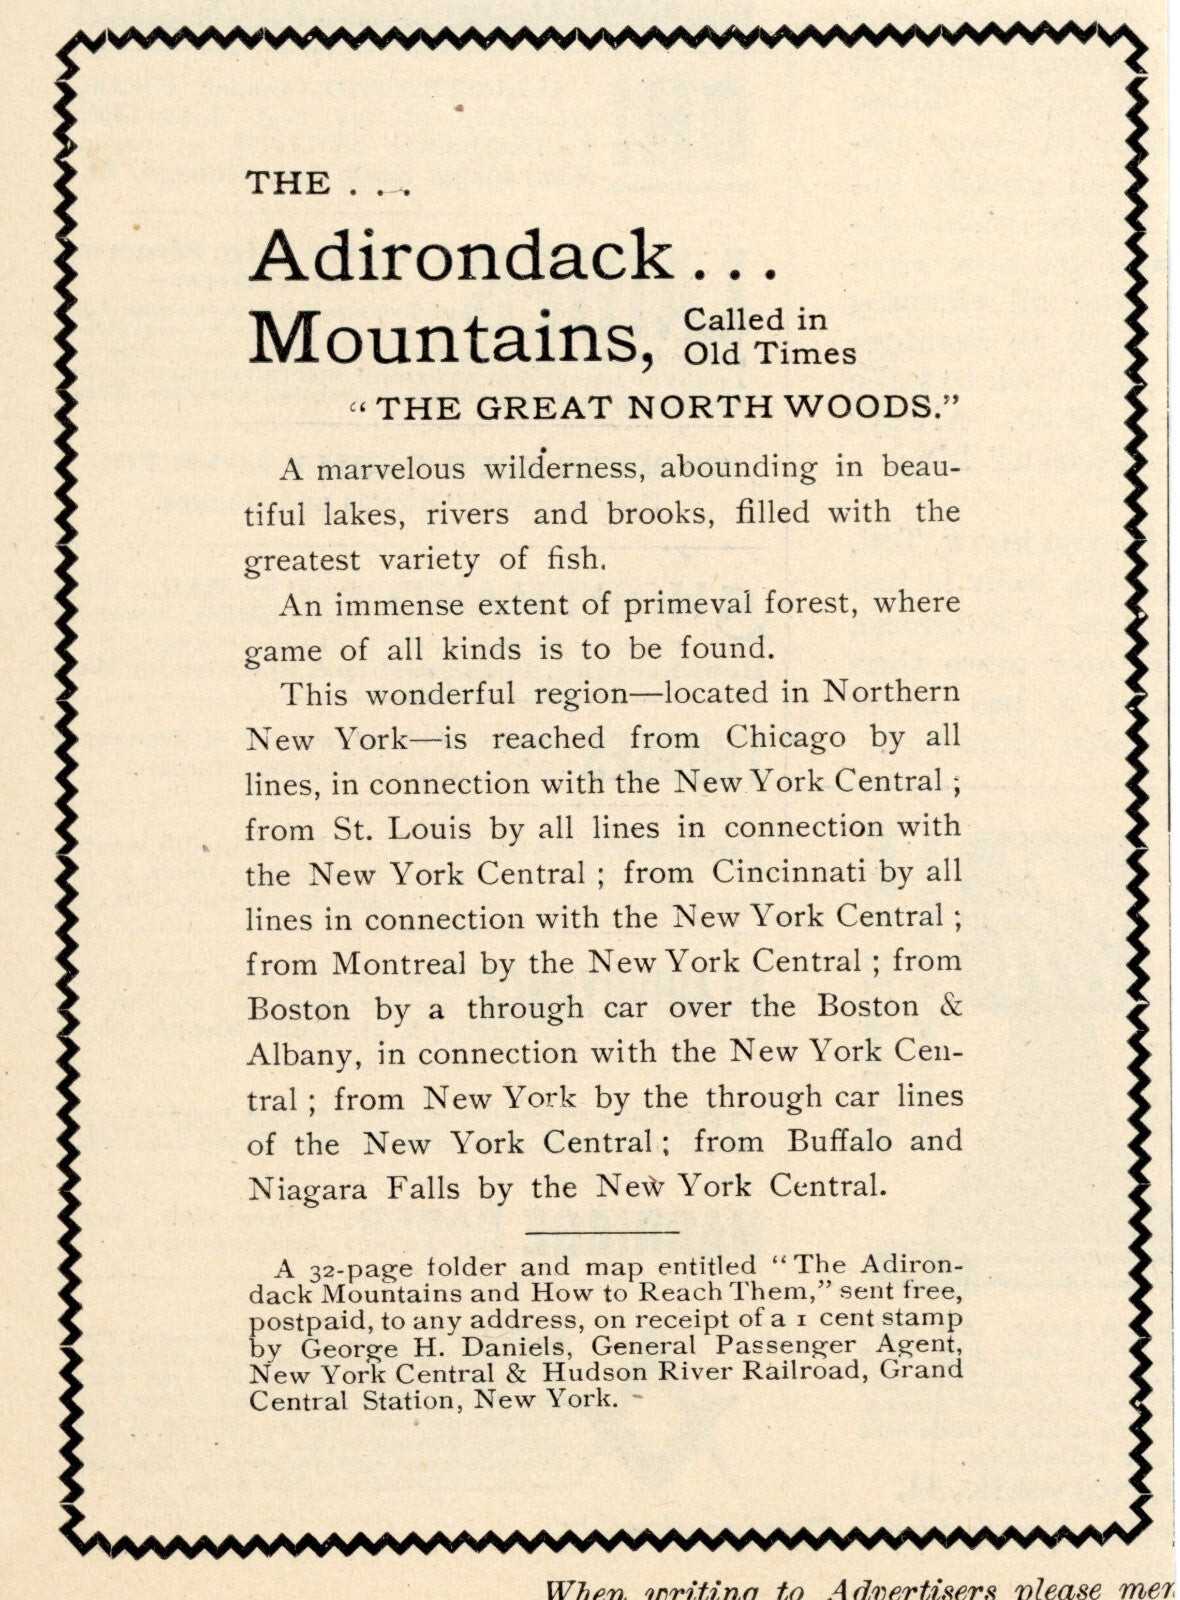 THE . . .
Adirondack . . .
Mountains, Called in
Old Times
“THE GREAT NORTH WOODS.”
A marvelous wilderness, abounding in beau-
tiful lakes, rivers and brooks, filled with the
greatest variety of fish.
An immense extent of primeval forest, where
game of all kinds is to be found.
This wonderful region—located in Northern
New York—is reached from Chicago by all
lines, in connection with the New York Central ;
from St. Louis by all lines in connection with
the New York Central ; from Cincinnati by all
lines in connection with the New York Central ;
from Montreal by the New York Central ; from
Boston by a through car over the Boston &
Albany, in connection with the New York Cen-
tral ; from New York by the through car lines
of the New York Central ; from Buffalo and
Niagara Falls by the New York Central.
A 32-page folder and map entitled “The Adiron-
dack Mountains and How to Reach Them,” sent free,
postpaid, to any address, on receipt of a 1 cent stamp
by George H. Daniels, General Passenger Agent,
New York Central & Hudson River Railroad, Grand
Central Station, New York.
When writing to Advertisers please